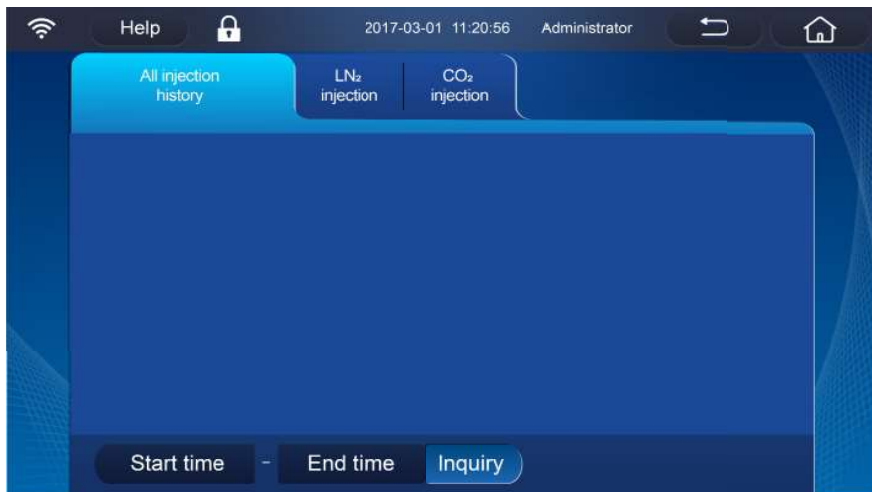 Help 2017-03-01 11:20:56 Administrator
All injection LN₂ CO₂
history injection injection
Start time - End time Inquiry